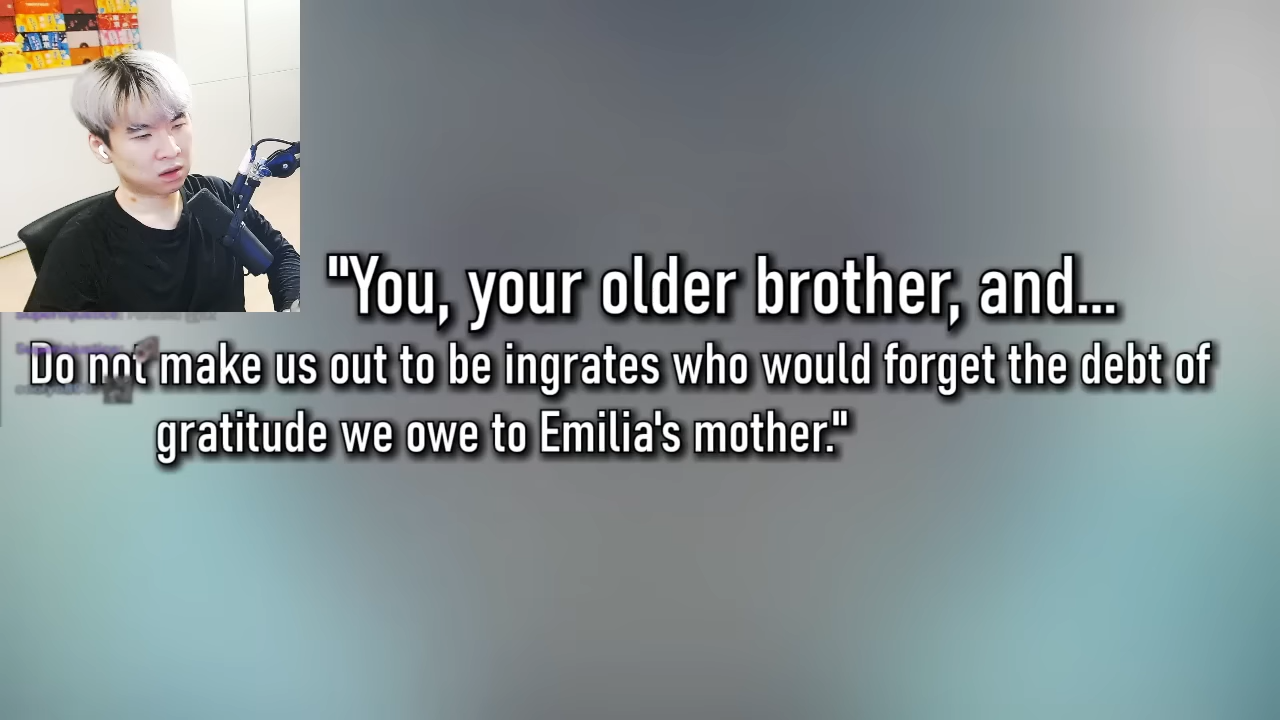 "You, your older brother, and...
Do not make us out to be ingrates who would forget the debt of
gratitude we owe to Emilia's mother."